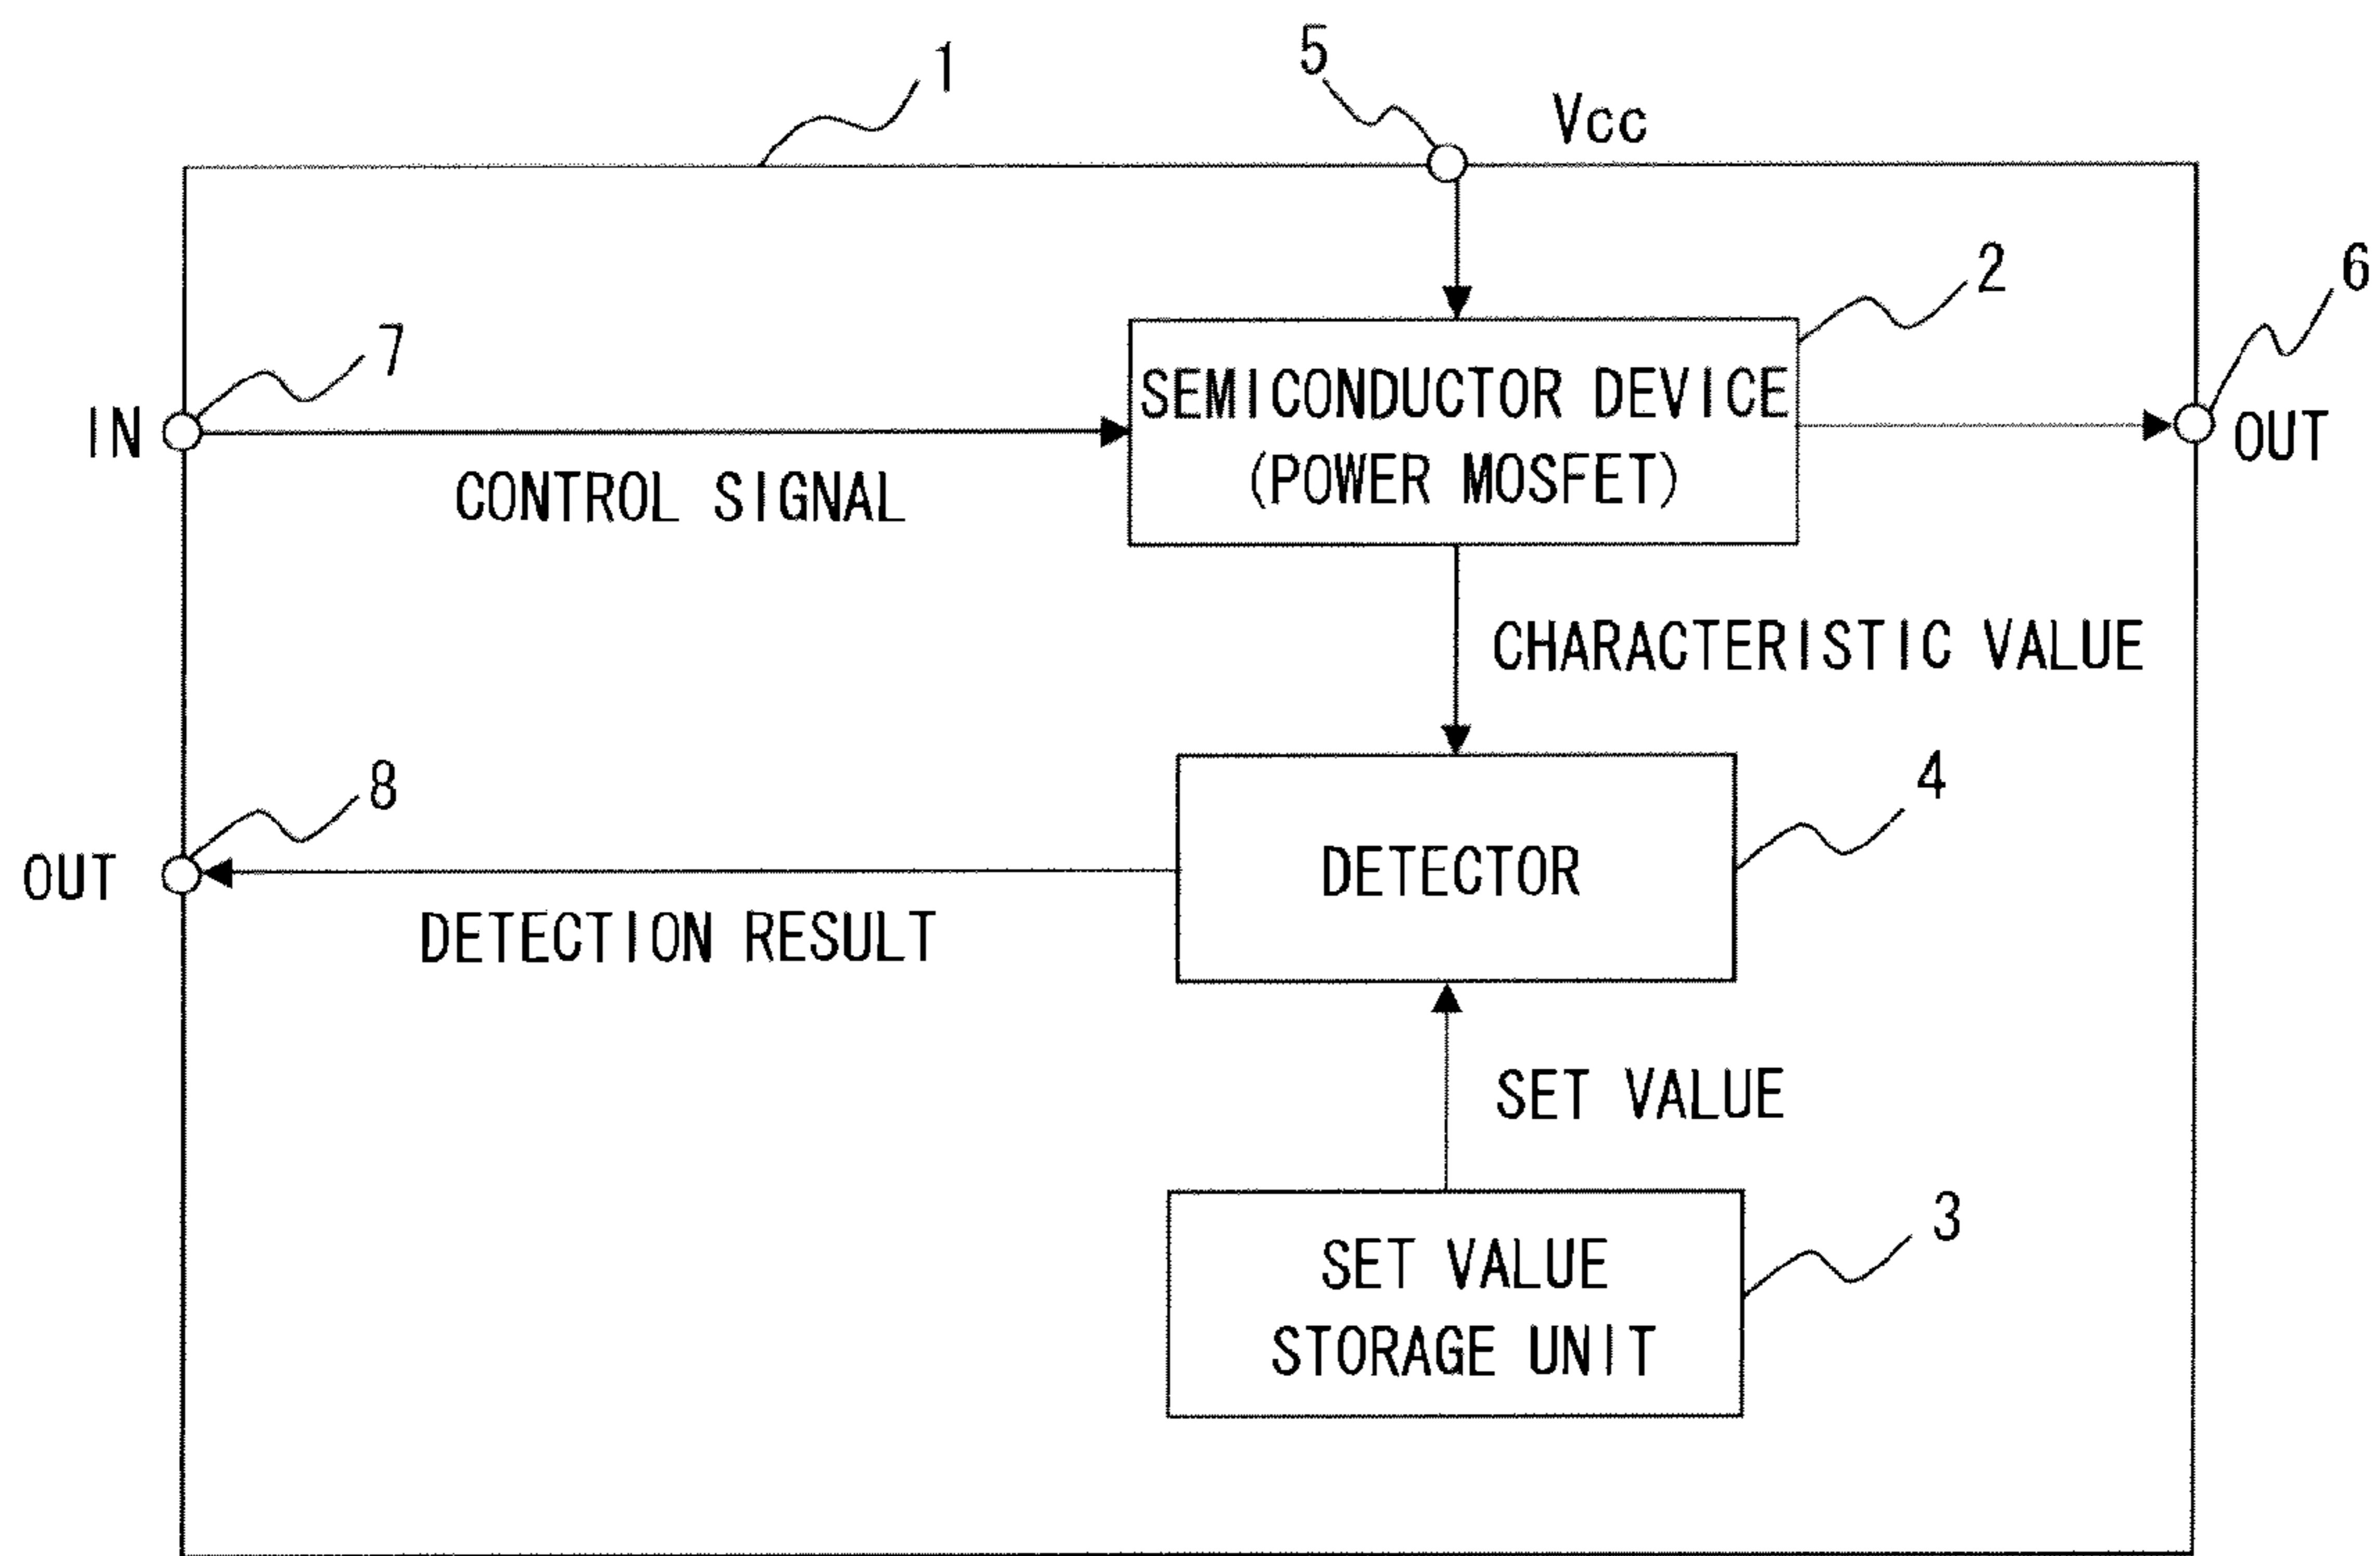 1
5
Vcc
2
6
7
IN
SEMICONDUCTOR DEVICE
(POWER MOSFET)
OUT
CONTROL SIGNAL
CHARACTERISTIC VALUE
8
4
OUT
DETECTOR
DETECTION RESULT
SET VALUE
3
SET VALUE
STORAGE UNIT